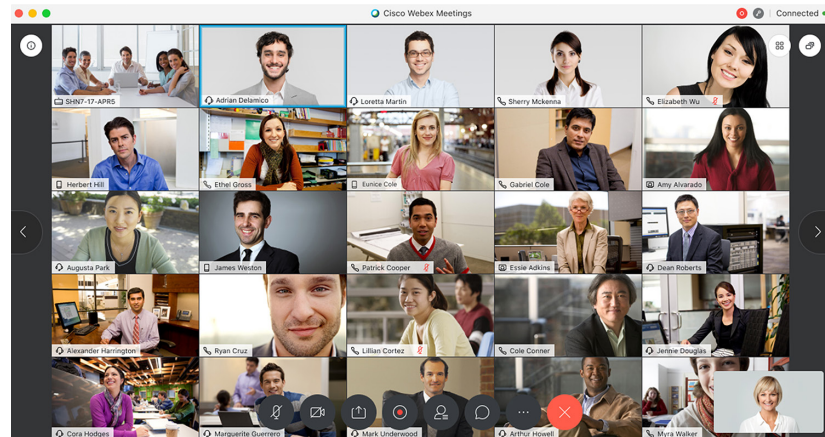 Cisco Webex Meetings
Connected
SHN7-17-APR5
Adrian Delamico
Loretta Martin
Sherry Mckenna
Elizabeth Wu
Herbert Hill
Ethel Gross
Eunice Cole
Gabriel Cole
Amy Alvarado
Augusta Park
James Weston
Patrick Cooper
Essie Adkins
Dean Roberts
Alexander Harrington
Ryan Cruz
Lillian Cortez
Cole Conner
Jennie Douglas
Cora Hodges
Marguerite Guerrero
Mark Underwood
Arthur Howell
Myra Walker